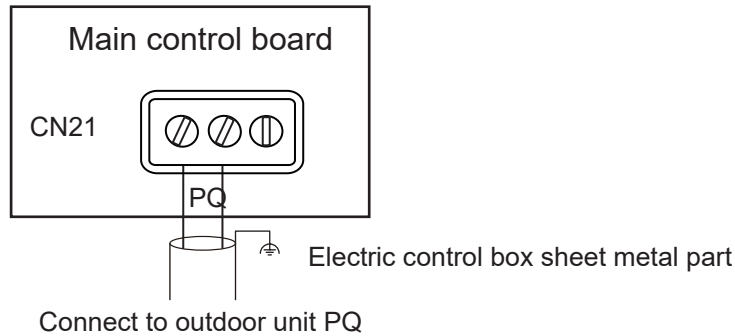 Main control board
CN21
PQ
Electric control box sheet metal part
Connect to outdoor unit PQ